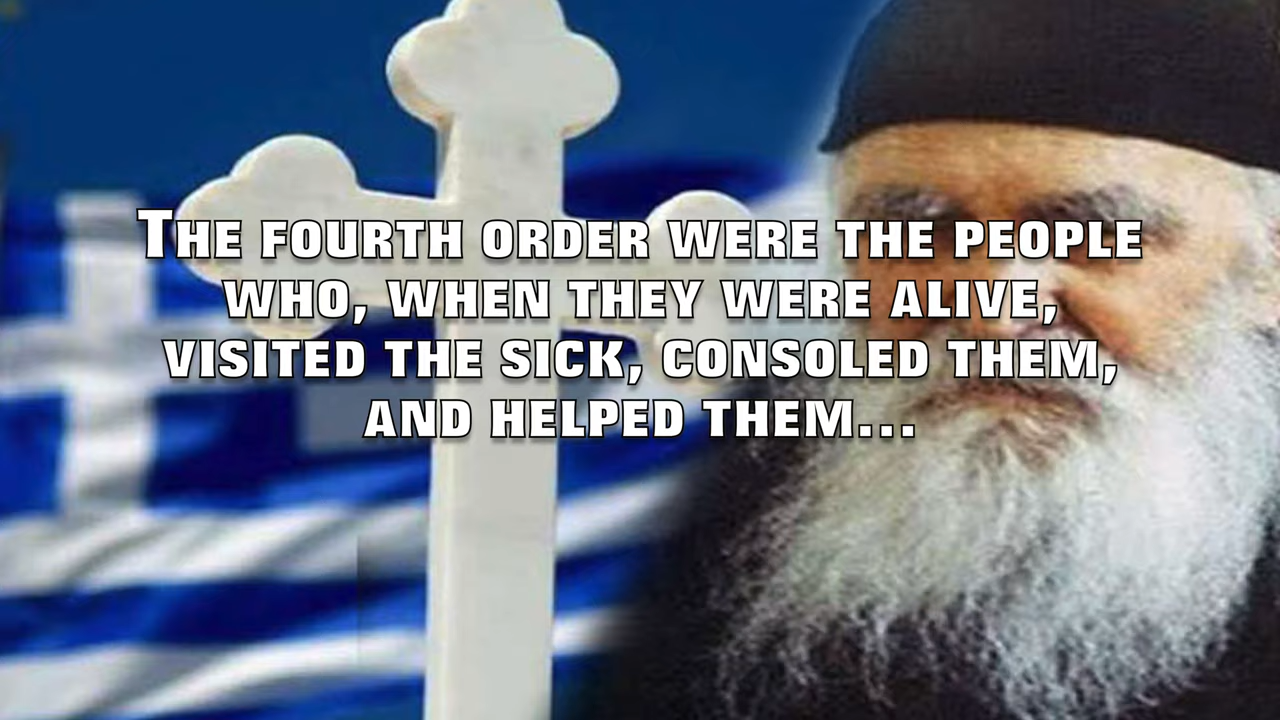 The fourth order were the people
who, when they were alive,
visited the sick, consoled them,
and helped them...